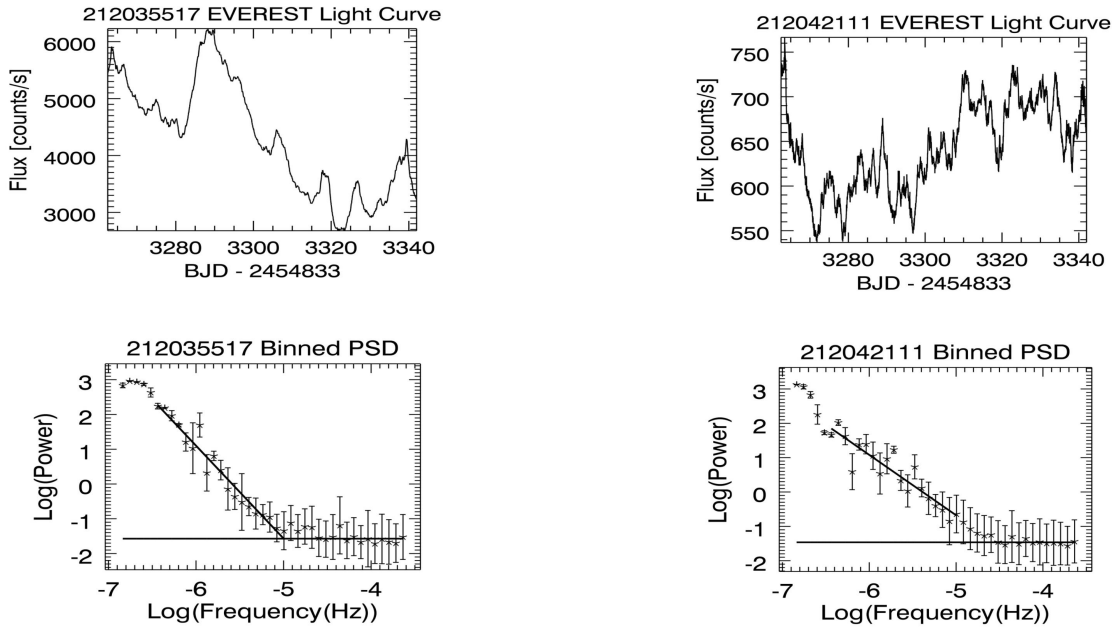 212035517 EVEREST Light Curve
6000
5000
4000
3000
Flux [counts/s]
3280 3300 3320 3340
BJD - 2454833
212042111 EVEREST Light Curve
750
700
650
600
550
Flux [counts/s]
3280 3300 3320 3340
BJD - 2454833
212035517 Binned PSD
3
2
1
0
-1
-2
Log(Power)
-7 -6 -5 -4
Log(Frequency(Hz))
212042111 Binned PSD
3
2
1
0
-1
-2
Log(Power)
-7 -6 -5 -4
Log(Frequency(Hz))